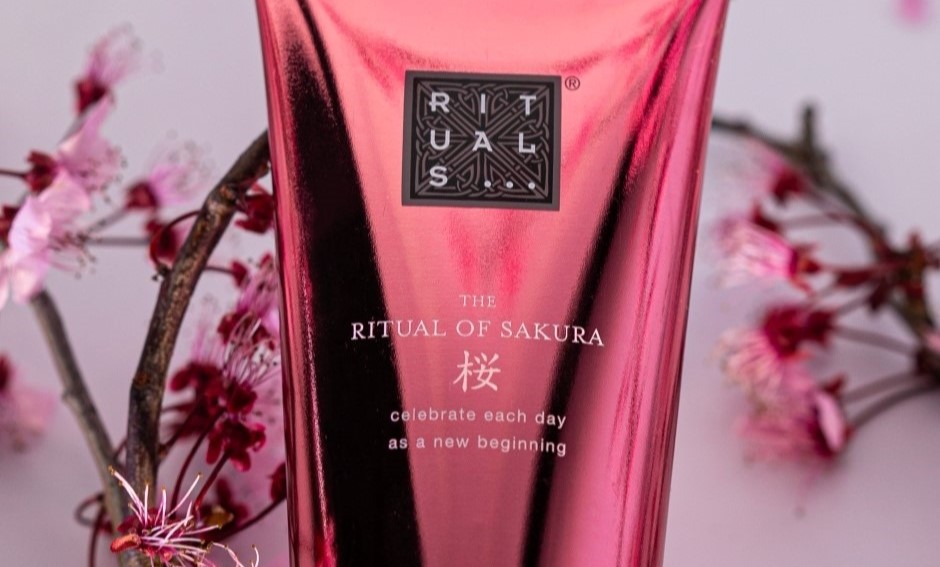 RIT
UAL
S...
®
THE
RITUAL OF SAKURA
桜
celebrate each day
as a new beginning